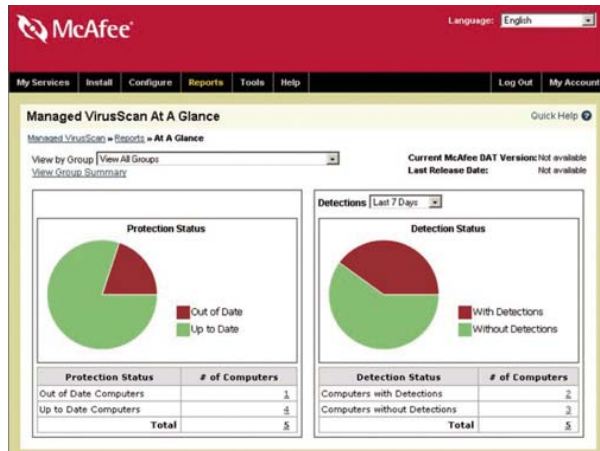 McAfee®
Language: English
My Services Install Configure Reports Tools Help Log Out My Account
Managed VirusScan At A Glance
Quick Help
Managed VirusScan » Reports » At A Glance
View by Group View All Groups
View Group Summary
Current McAfee DAT Version: Not available
Last Release Date: Not available
Protection Status
Out of Date
Up to Date
Protection Status # of Computers
Out of Date Computers 1
Up to Date Computers 4
Total 5
Detections Last 7 Days
Detection Status
With Detections
Without Detections
Detection Status # of Computers
Computers with Detections 2
Computers without Detections 3
Total 5